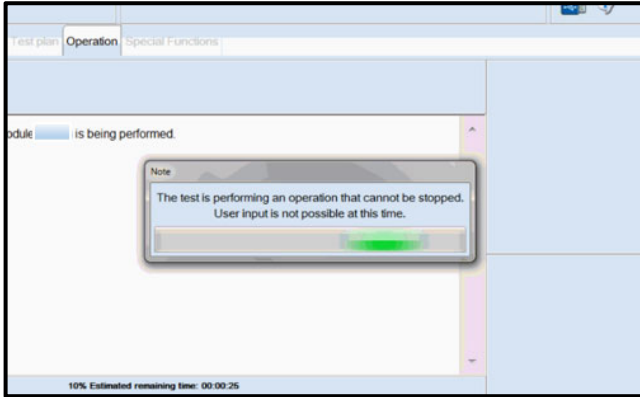 Test plan Operation Special Functions
odule is being performed.
Note
The test is performing an operation that cannot be stopped.
User input is not possible at this time.
10% Estimated remaining time: 00:00:25